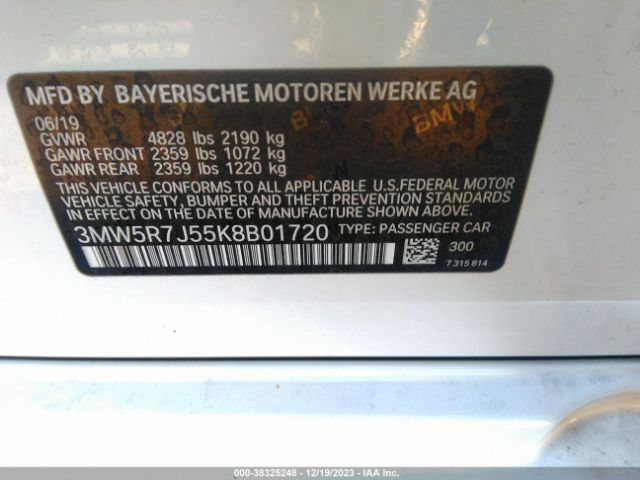 MFD BY BAYERISCHE MOTOREN WERKE AG
06/19
GVWR 4828 lbs 2190 kg
GAWR FRONT 2359 lbs 1072 kg
GAWR REAR 2359 lbs 1220 kg
THIS VEHICLE CONFORMS TO ALL APPLICABLE U.S.FEDERAL MOTOR
VEHICLE SAFETY, BUMPER AND THEFT PREVENTION
STANDARDS IN EFFECT ON THE DATE OF MANUFACTURE SHOWN ABOVE.
3MW5R7J55K8B01720 TYPE: PASSENGER CAR
300
7 315 814
BMW
000-38325248 - 12/19/2023 - IAA Inc.